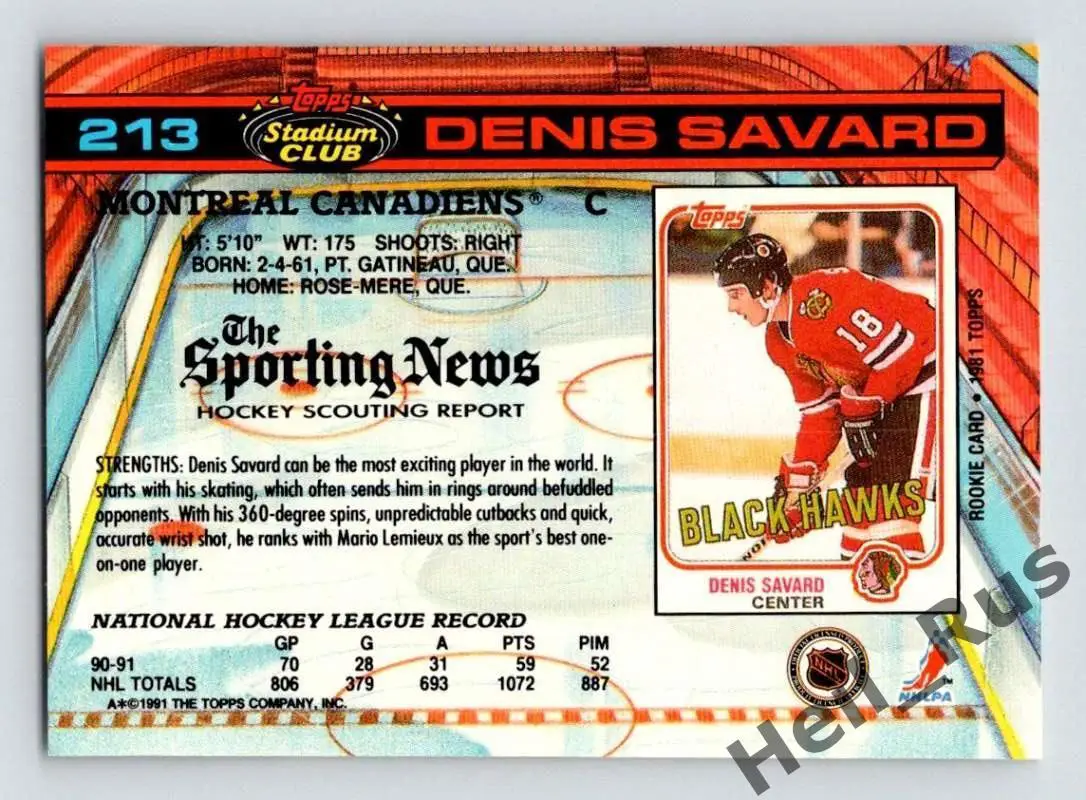 213 Topps Stadium CLUB DENIS SAVARD
MONTREAL CANADIENS® C
HT: 5'10" WT: 175 SHOOTS: RIGHT
BORN: 2-4-61, PT. GATINEAU, QUE.
HOME: ROSE-MERE, QUE.
The
Sporting News
HOCKEY SCOUTING REPORT
STRENGTHS: Denis Savard can be the most exciting player in the world. It
starts with his skating, which often sends him in rings around befuddled
opponents. With his 360-degree spins, unpredictable cutbacks and quick,
accurate wrist shot, he ranks with Mario Lemieux as the sport's best one-
on-one player.
NATIONAL HOCKEY LEAGUE RECORD
GP G A PTS PIM
90-91 70 28 31 59 52
NHL TOTALS 806 379 693 1072 887
A*©1991 THE TOPPS COMPANY, INC.
Topps
18
BLACK HAWKS
DENIS SAVARD
CENTER
ROOKIE CARD • 1981 TOPPS
NHL
NHLPA™
Hell_Rus